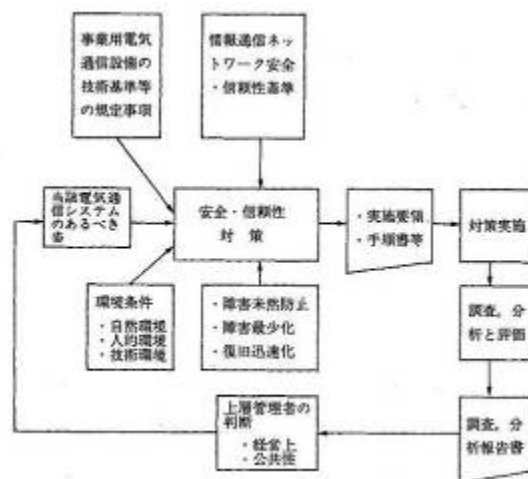 事業用電気
通信設備の
技術基準等
の規定事項
情報通信ネッ
トワーク安全
・信頼性基準
当該電気通
信システム
のあるべき
姿
安全・信頼性
対 策
・実施要領
・手順書等
対策実施
環境条件
・自然環境
・人的環境
・技術環境
・障害未然防止
・障害最少化
・復旧迅速化
調査，分
析と評価
上層管理者の
判断
・経営上
・公共性
調査，分
析報告書